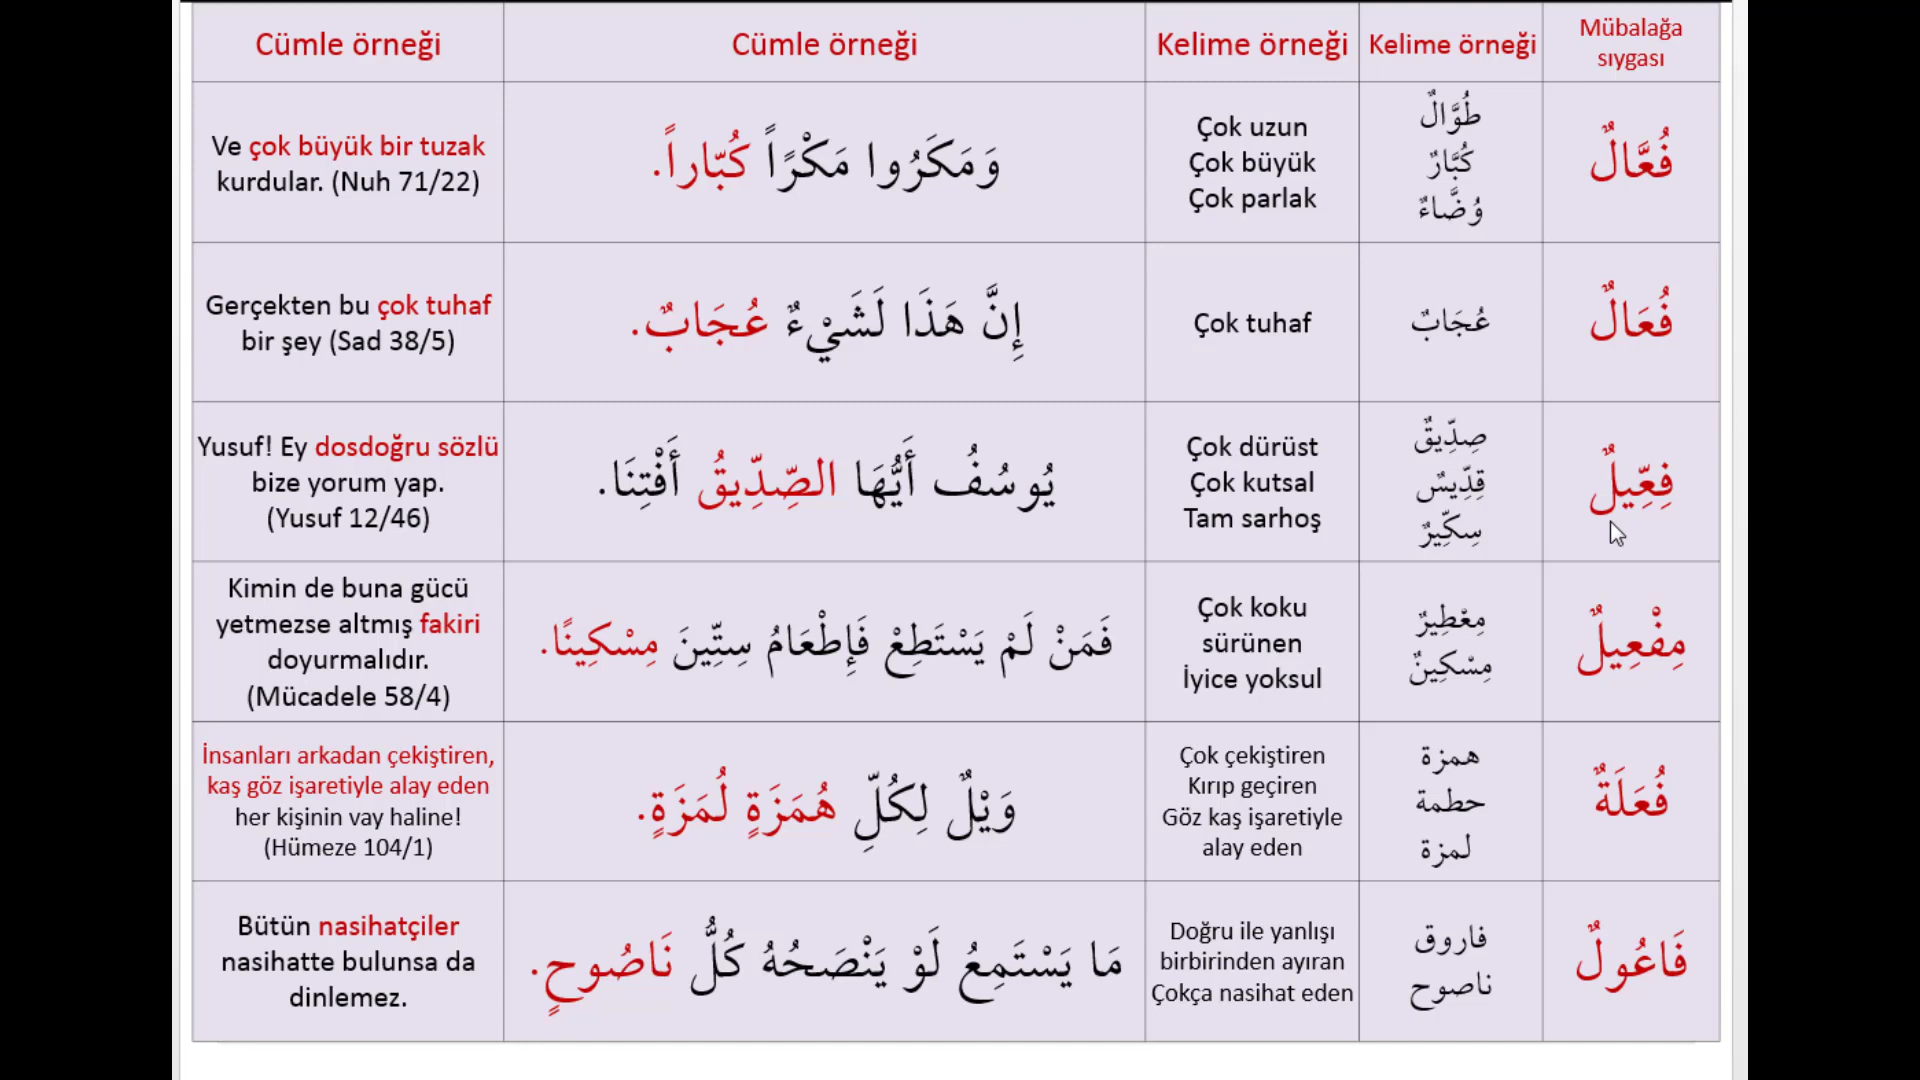 Cümle örneği
Cümle örneği
Kelime örneği
Kelime örneği
Mübalağa
sıygası
Ve çok büyük bir tuzak
kurdular. (Nuh 71/22)
وَمَكَرُوا مَكْرًاً كُبّاراً.
Çok uzun
Çok büyük
Çok parlak
طُوَّالٌ
كُبَّارٌ
وُضَّاءٌ
فُعَّالٌ
Gerçekten bu çok tuhaf
bir şey (Sad 38/5)
إِنَّ هَذَا لَشَيْءٌ عُجَابٌ.
Çok tuhaf
عُجَابٌ
فُعَالٌ
Yusuf! Ey dosdoğru sözlü
bize yorum yap.
(Yusuf 12/46)
يُوسُفُ أَيُّهَا الصِّدِّيقُ أَفْتِنَا.
Çok dürüst
Çok kutsal
Tam sarhoş
صِدِّيقٌ
قِدِّيسٌ
سِكِّيرٌ
فِعِّيلٌ
Kimin de buna gücü
yetmezse altmış fakiri
doyurmalıdır.
(Mücadele 58/4)
فَمَنْ لَمْ يَسْتَطِعْ فَإِطْعَامُ سِتِّينَ مِسْكِينًا.
Çok koku
sürünen
İyice yoksul
مِعْطِيرٌ
مِسْكِينٌ
مِفْعِيلٌ
İnsanları arkadan çekiştiren,
kaş göz işaretiyle alay eden
her kişinin vay haline!
(Hümeze 104/1)
وَيْلٌ لِكُلِّ هُمَزَةٍ لُمَزَةٍ.
Çok çekiştiren
Kırıp geçiren
Göz kaş işaretiyle
alay eden
همزة
حطمة
لمزة
فُعَلَةٌ
Bütün nasihatçiler
nasihatte bulunsa da
dinlemez.
مَا يَسْتَمِعُ لَوْ يَنْصَحُهُ كُلُّ نَاصُوحٍ.
Doğru ile yanlışı
birbirinden ayıran
Çokça nasihat eden
فاروق
ناصوح
فَاعُولٌ